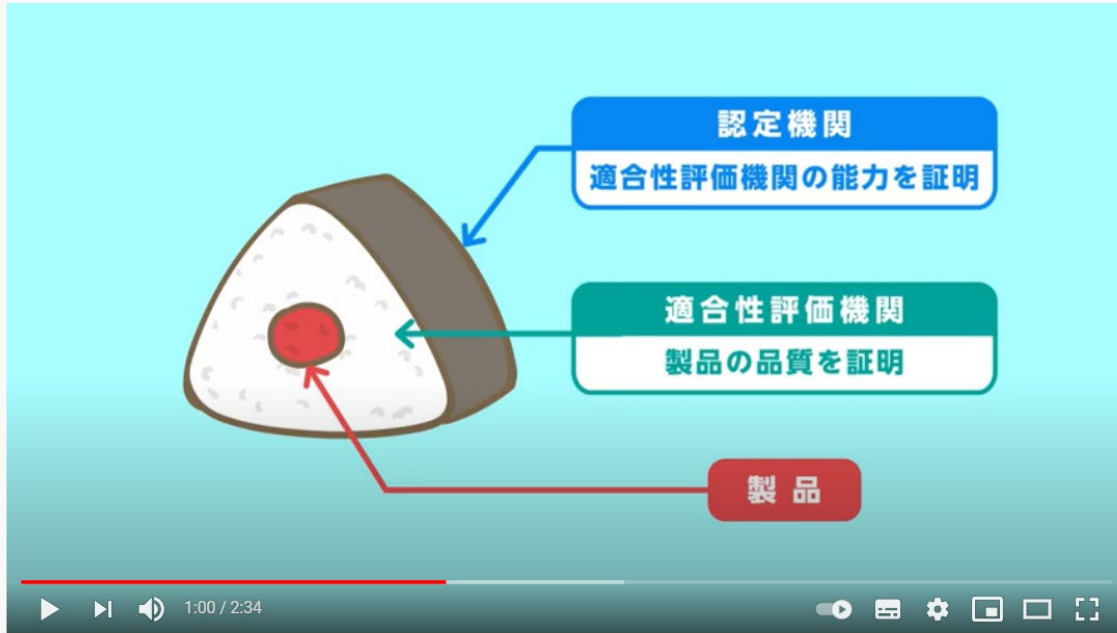 認定機関
適合性評価機関の能力を証明
適合性評価機関
製品の品質を証明
製品
1:00 / 2:34